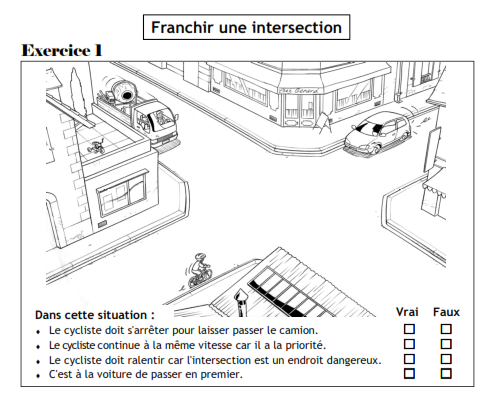 Franchir une intersection
Exercice 1
Chez Gérard
Dans cette situation :
Vrai Faux
⬧ Le cycliste doit s'arrêter pour laisser passer le camion. ☐ ☐
⬧ Le cycliste continue à la même vitesse car il a la priorité. ☐ ☐
⬧ Le cycliste doit ralentir car l'intersection est un endroit dangereux. ☐ ☐
⬧ C'est à la voiture de passer en premier. ☐ ☐